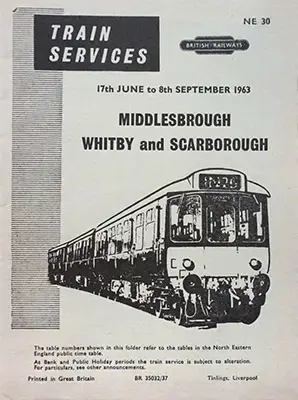 TRAIN
SERVICES
NE 30
BRITISH RAILWAYS
17th JUNE to 8th SEPTEMBER 1963
MIDDLESBROUGH
WHITBY and SCARBOROUGH
The table numbers shown in this folder refer to the tables in the North Eastern
England public time table.
At Bank and Public Holiday periods the train service is subject to alteration.
For particulars, see other announcements.
Printed in Great Britain BR 35032/37 Tinlings, Liverpool